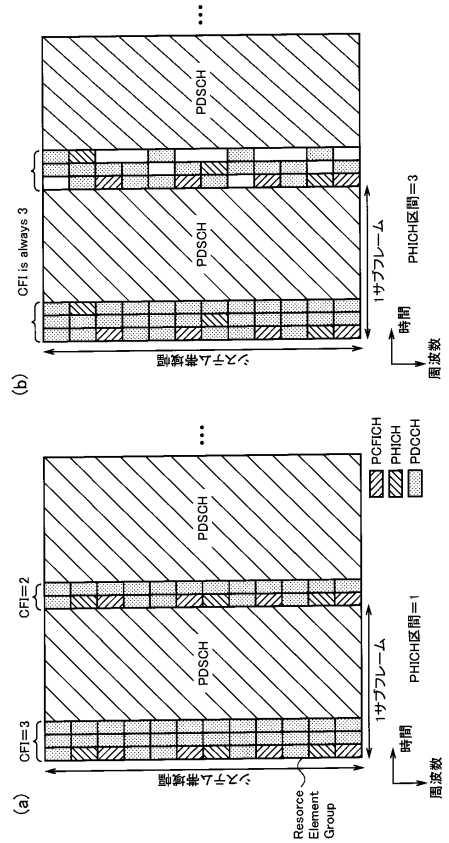 (a)
CFI=3
CFI=2
PDSCH
PDSCH
…
システム帯域幅
Resorce
Element
Group
1サブフレーム
時間
周波数
PHICH区間=1
PCFICH
PHICH
PDCCH
(b)
CFI is always 3
PDSCH
PDSCH
…
システム帯域幅
1サブフレーム
時間
周波数
PHICH区間=3